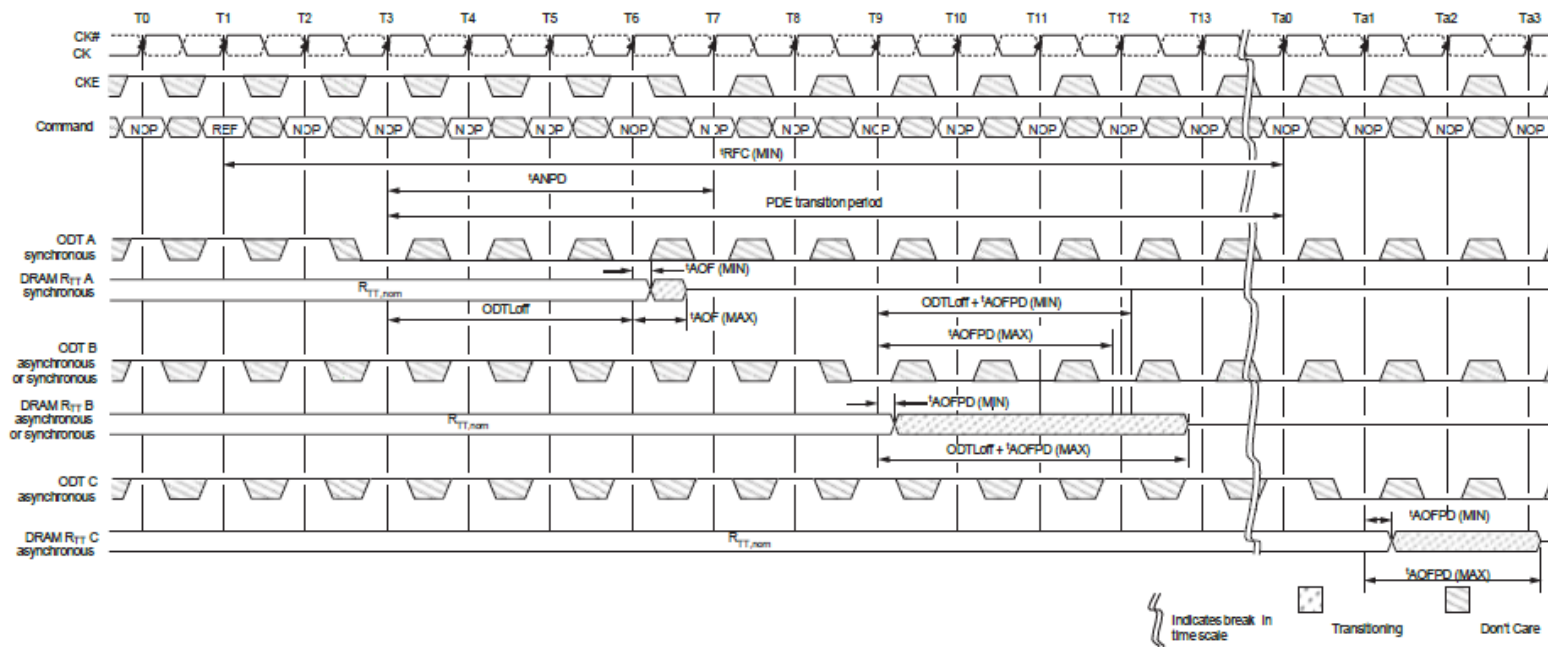 T0 T1 T2 T3 T4 T5 T6 T7 T8 T9 T10 T11 T12 T13 Ta0 Ta1 Ta2 Ta3
CK#
CK
CKE
Command NOP REF NOP NOP NOP NOP NOP NOP NOP NOP NOP NOP NOP NOP NOP NOP NOP NOP
tRFC (MIN)
tANPD
PDE transition period
ODT A
synchronous
tAOF (MIN)
DRAM RTT A
synchronous
RTT,nom
ODTLoff
tAOF (MAX)
ODTLoff + tAOFPD (MIN)
tAOFPD (MAX)
ODT B
asynchronous
or synchronous
tAOFPD (MIN)
DRAM RTT B
asynchronous
or synchronous
RTT,nom
ODTLoff + tAOFPD (MAX)
ODT C
asynchronous
tAOFPD (MIN)
DRAM RTT C
asynchronous
RTT,nom
tAOFPD (MAX)
Indicates break in
time scale
Transitioning
Don't Care